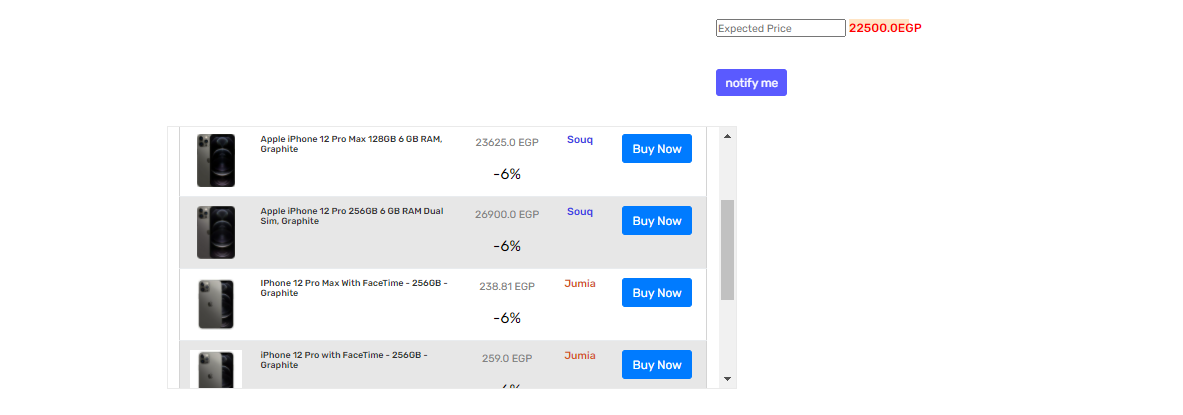 Expected Price 22500.0EGP
notify me
Apple iPhone 12 Pro Max 128GB 6 GB RAM,
Graphite
23625.0 EGP
-6%
Souq
Buy Now
Apple iPhone 12 Pro 256GB 6 GB RAM Dual
Sim, Graphite
26900.0 EGP
-6%
Souq
Buy Now
IPhone 12 Pro Max With FaceTime - 256GB -
Graphite
238.81 EGP
-6%
Jumia
Buy Now
iPhone 12 Pro with FaceTime - 256GB -
Graphite
259.0 EGP
-6%
Jumia
Buy Now